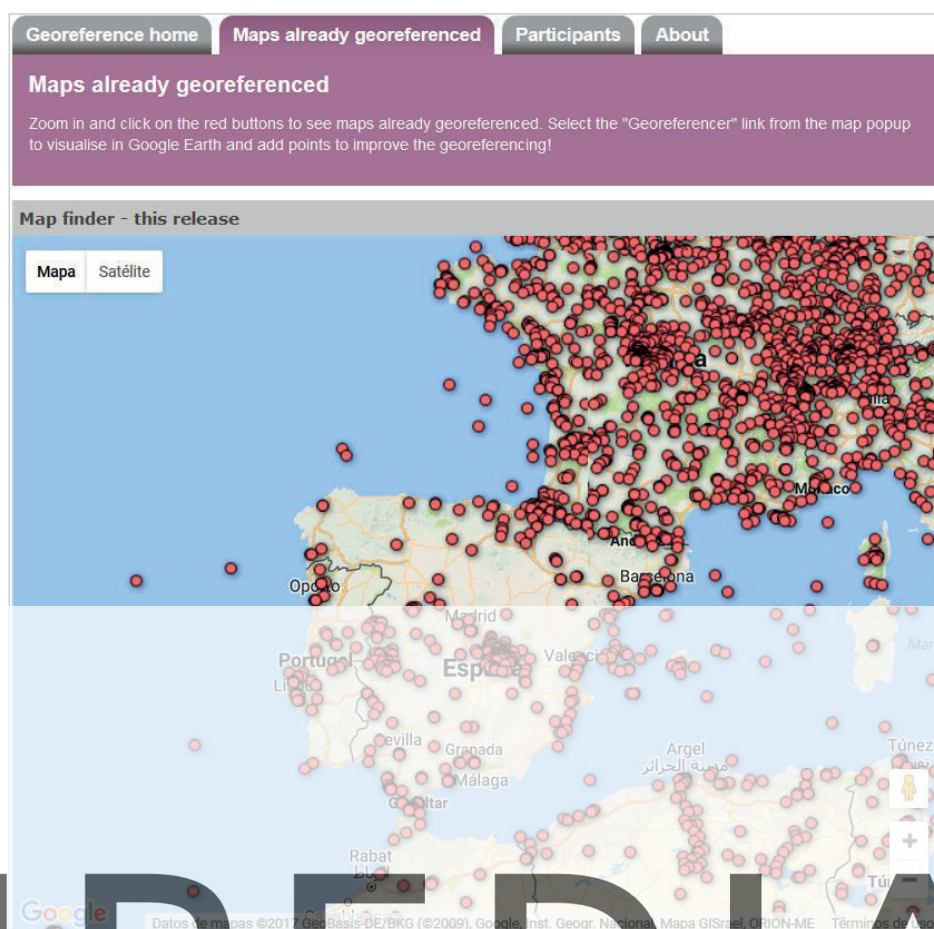 Georeference home Maps already georeferenced Participants About
Maps already georeferenced
Zoom in and click on the red buttons to see maps already georeferenced. Select the "Georeferencer" link from the map popup
to visualise in Google Earth and add points to improve the georeferencing!
Map finder - this release
Mapa Satélite
Oporto
Barcelona
Madrid
Portugal
España
Sevilla
Granada
Málaga
Gibraltar
Argel
مدينة الجزائر
Túnez
Rabat
الرباط
Google
Datos de mapas ©2017 GeoBasis-DE/BKG (©2009), Google, Inst. Geogr. Nacional, Mapa GISrael, ORION-ME Términos de uso